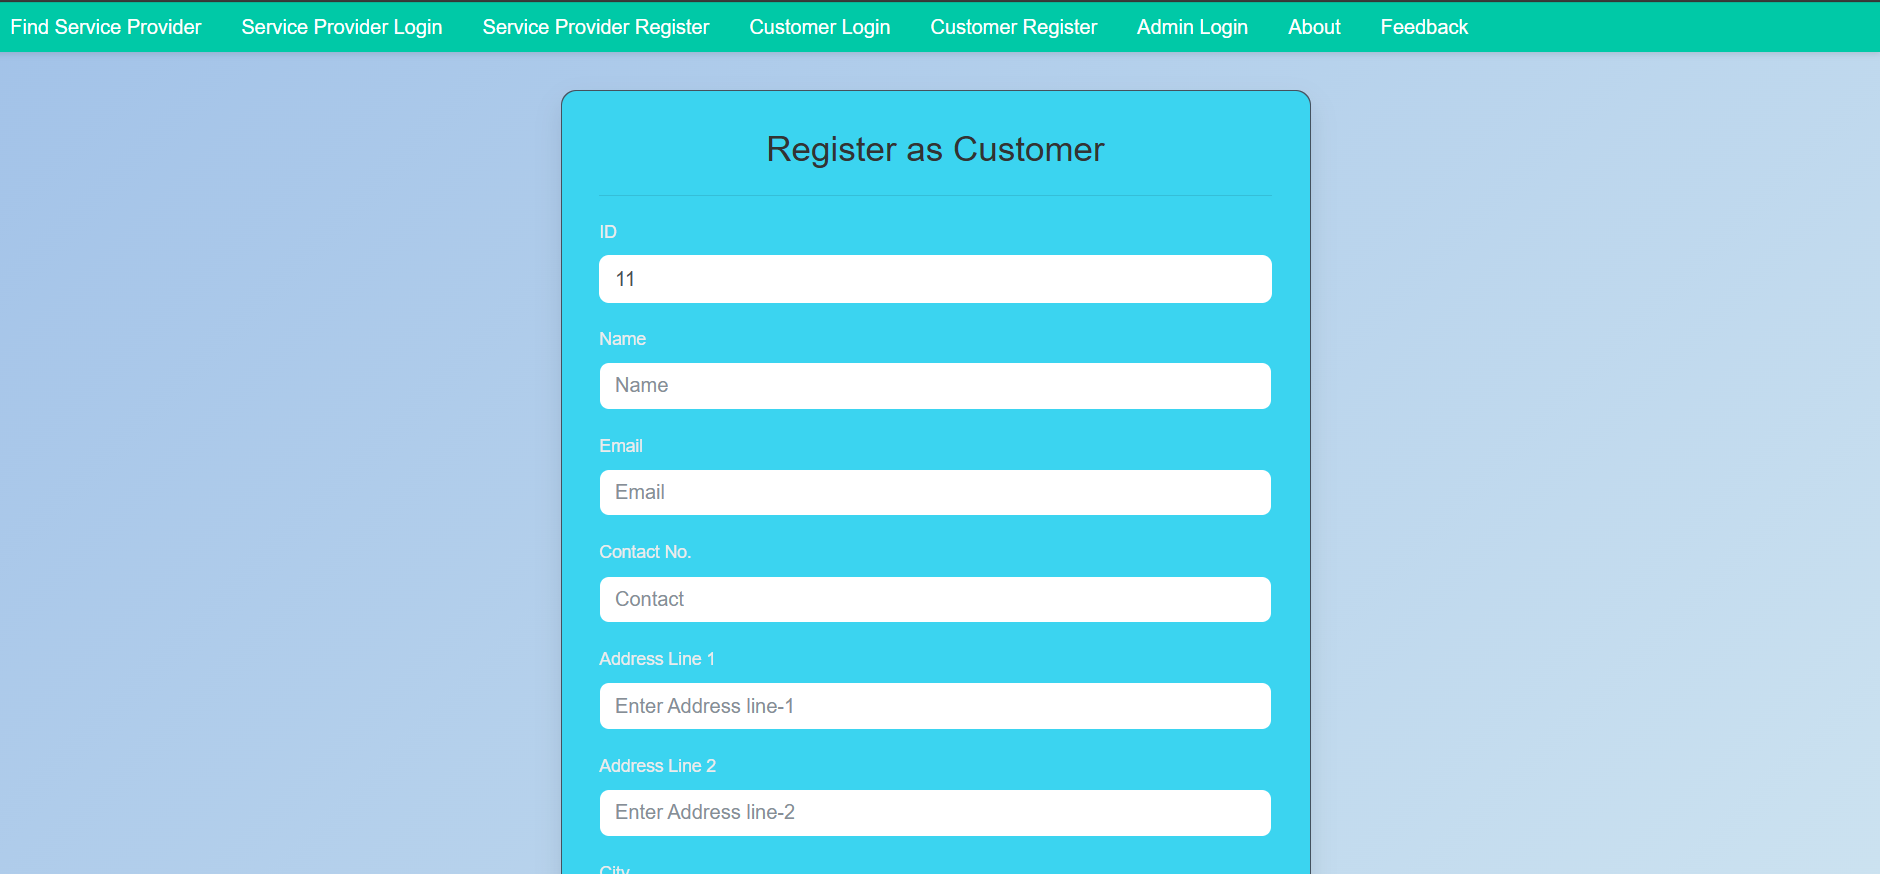 Find Service Provider Service Provider Login Service Provider Register Customer Login Customer Register Admin Login About Feedback
Register as Customer
ID
11
Name
Name
Email
Email
Contact No.
Contact
Address Line 1
Enter Address line-1
Address Line 2
Enter Address line-2
City